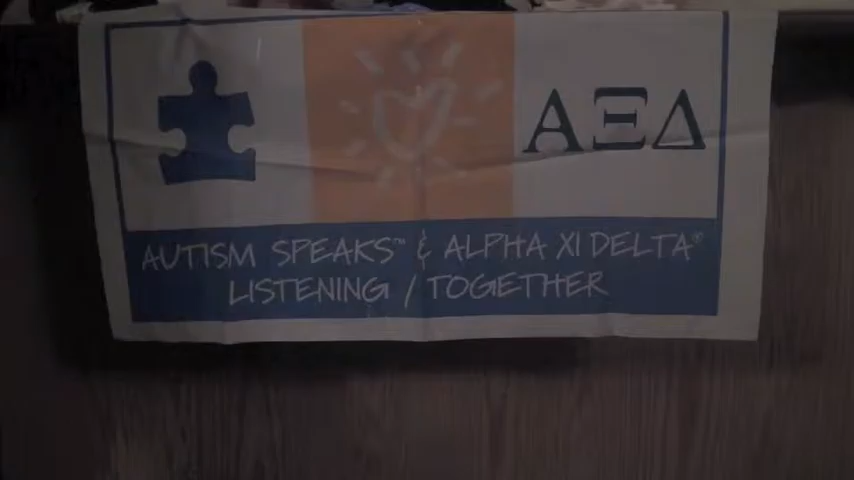 ΑΞΔ
AUTISM SPEAKS™ & ALPHA XI DELTA®
LISTENING / TOGETHER